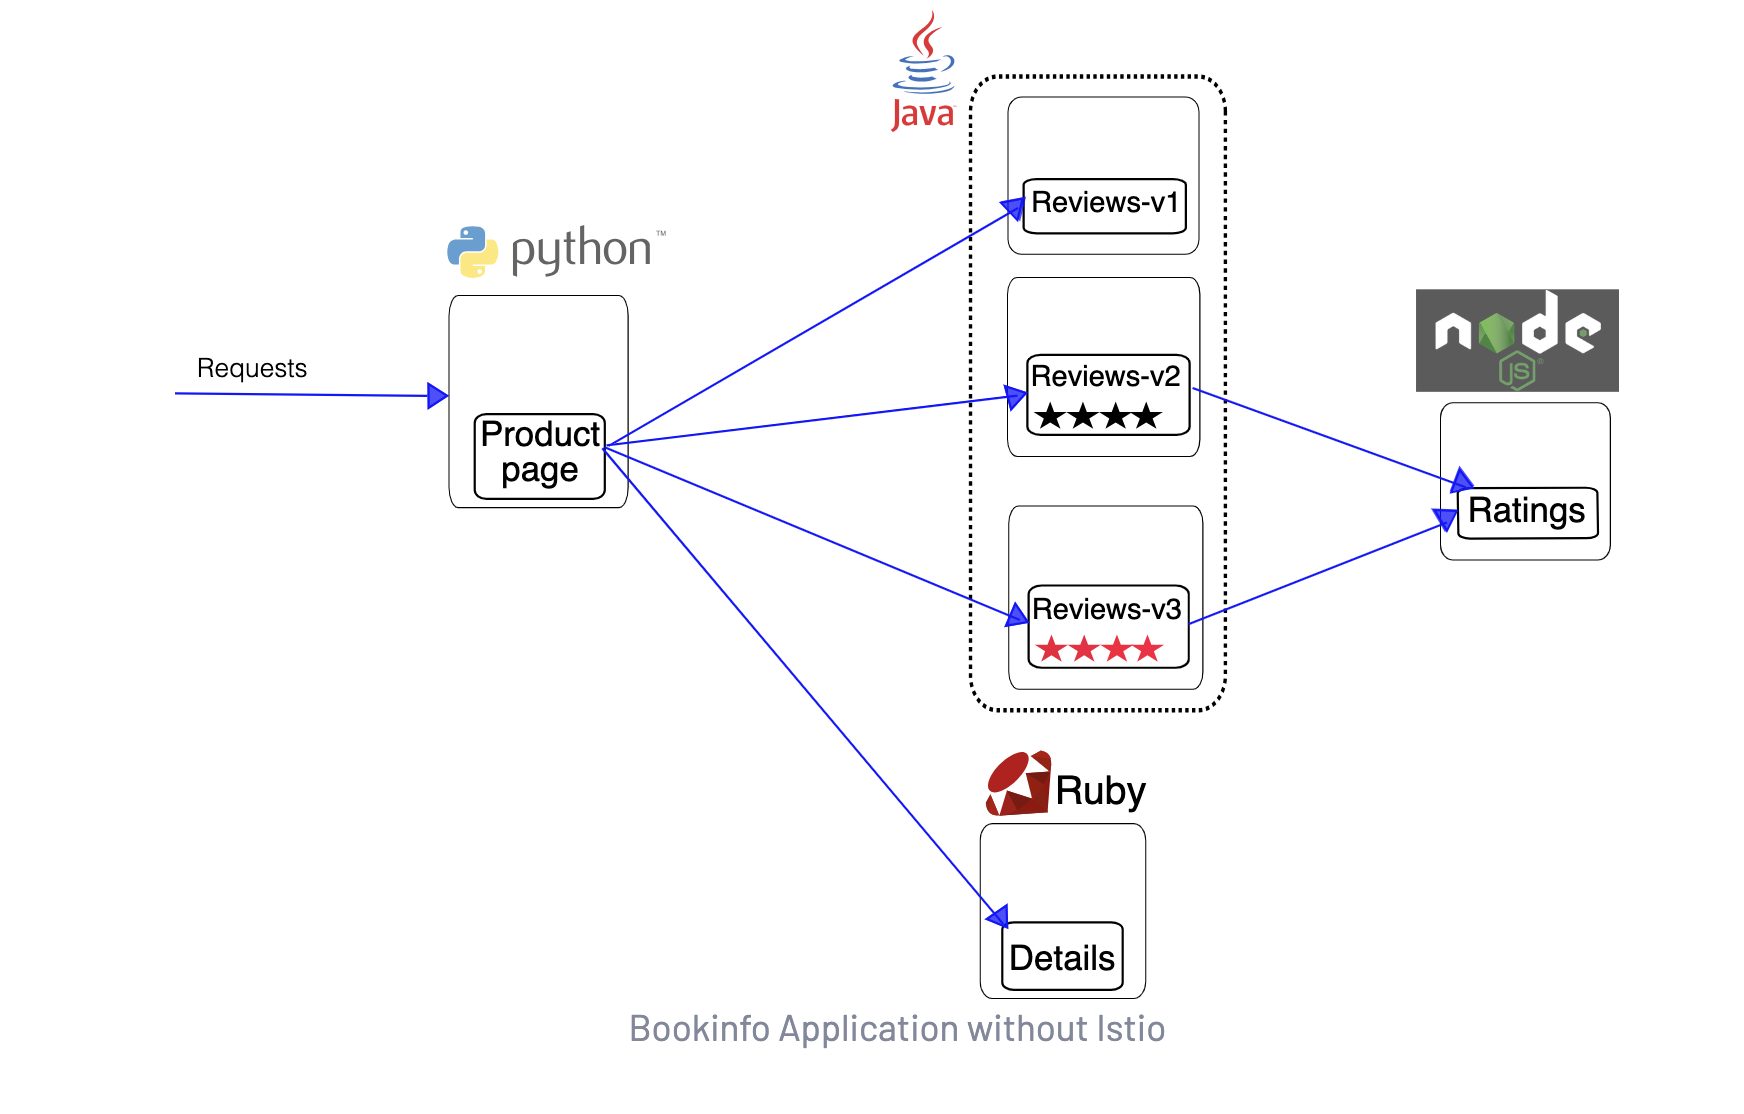 Java
Reviews-v1
python™
Requests
Product
page
Reviews-v2
Reviews-v3
node
JS
Ratings
Ruby
Details
Bookinfo Application without Istio